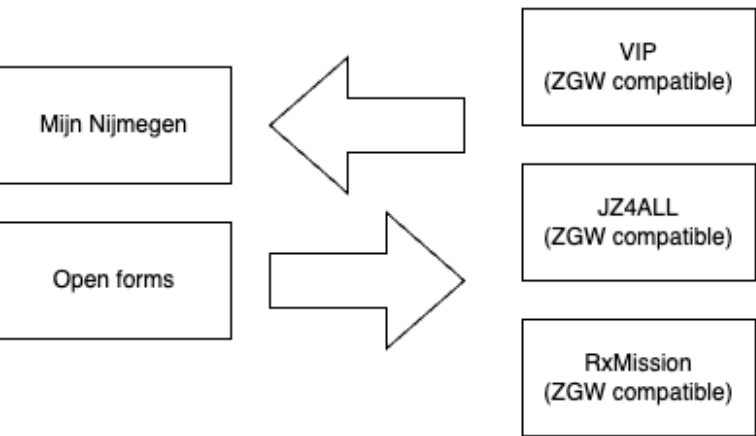 Mijn Nijmegen
Open forms
VIP
(ZGW compatible)
JZ4ALL
(ZGW compatible)
RxMission
(ZGW compatible)